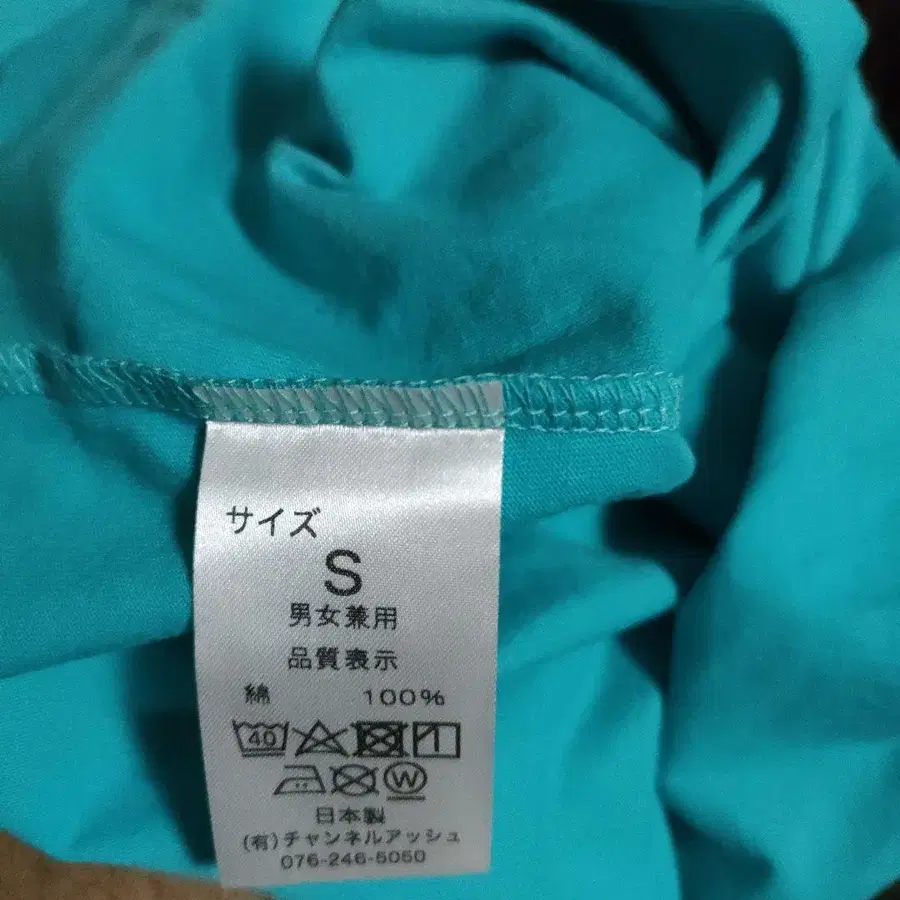 サイズ
S
男女兼用
品質表示
綿 100%
40
W
日本製
(有)チャンネルアッシュ
076-246-5050